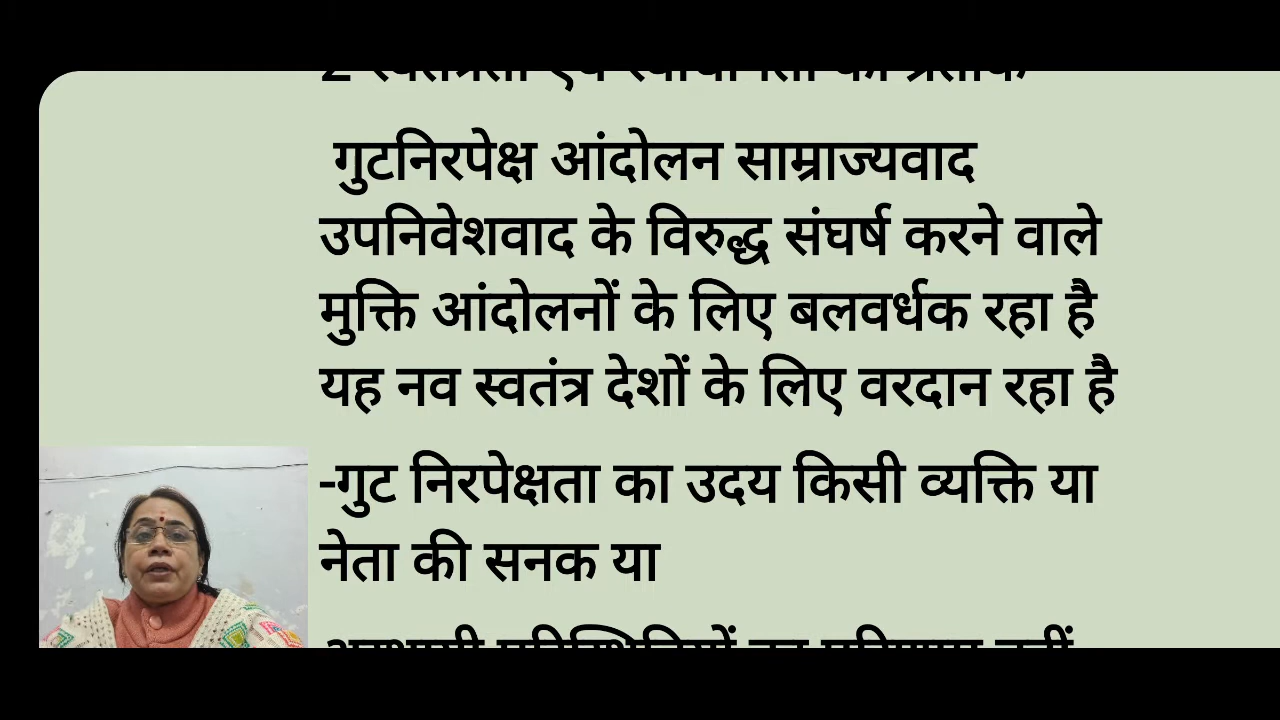 गुटनिरपेक्ष आंदोलन साम्राज्यवाद
उपनिवेशवाद के विरुद्ध संघर्ष करने वाले
मुक्ति आंदोलनों के लिए बलवर्धक रहा है
यह नव स्वतंत्र देशों के लिए वरदान रहा है
-गुट निरपेक्षता का उदय किसी व्यक्ति या
नेता की सनक या